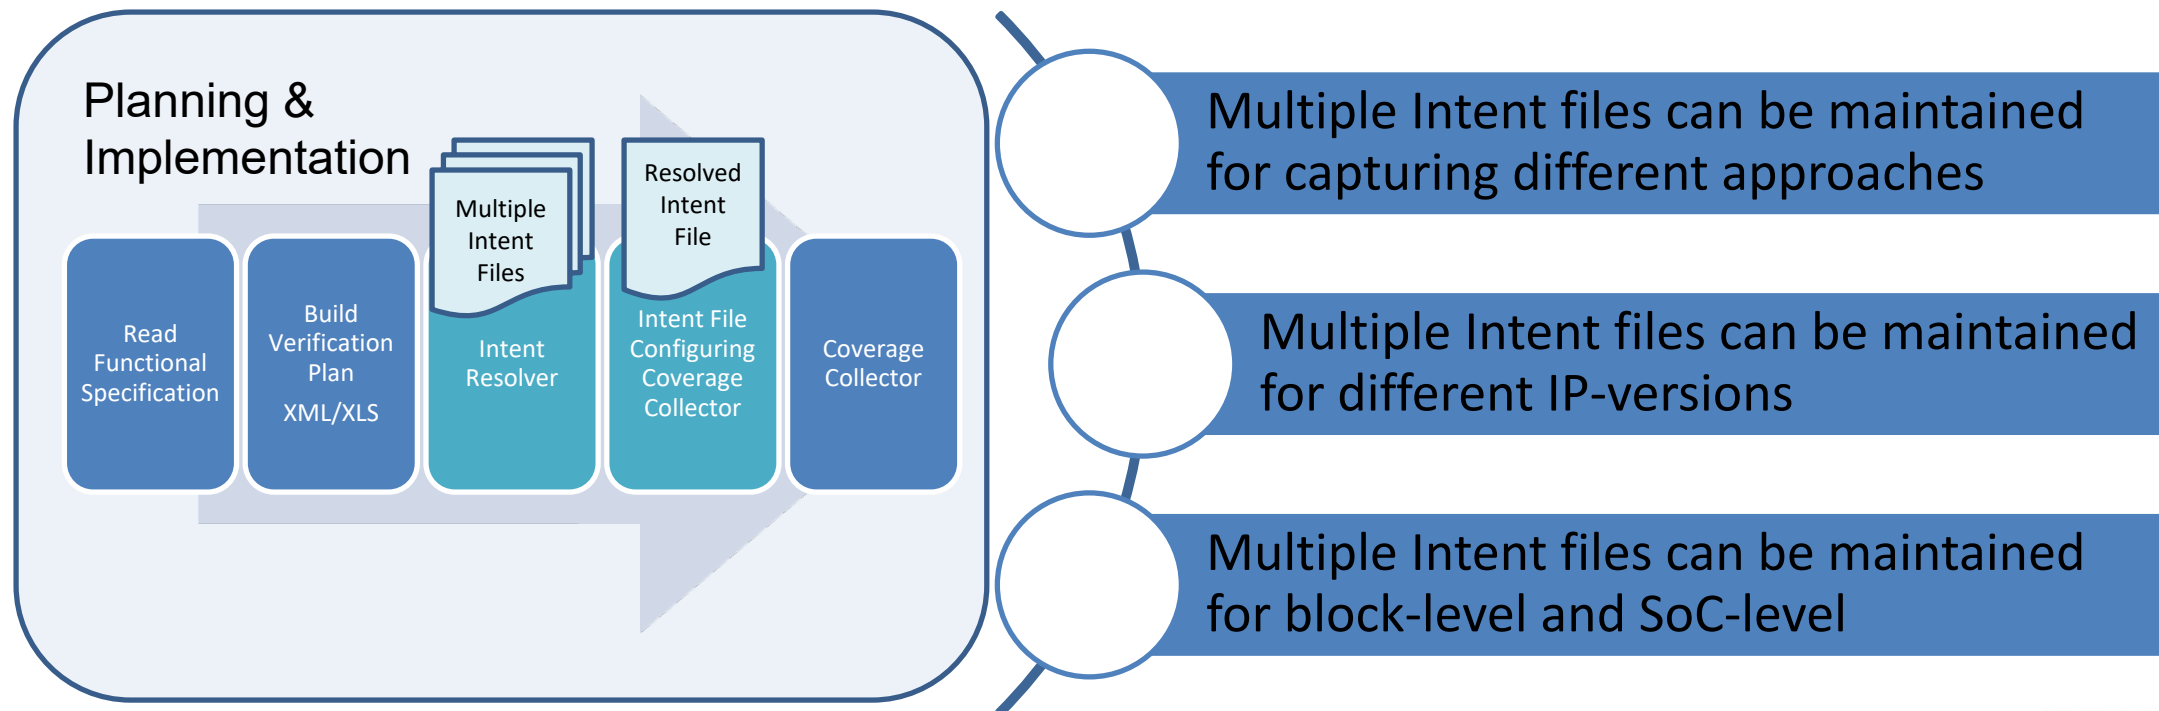 Planning &
Implementation
Multiple
Intent
Files
Resolved
Intent
File
Read
Functional
Specification
Build
Verification
Plan
XML/XLS
Intent
Resolver
Intent File
Configuring
Coverage
Collector
Coverage
Collector
Multiple Intent files can be maintained
for capturing different approaches
Multiple Intent files can be maintained
for different IP-versions
Multiple Intent files can be maintained
for block-level and SoC-level